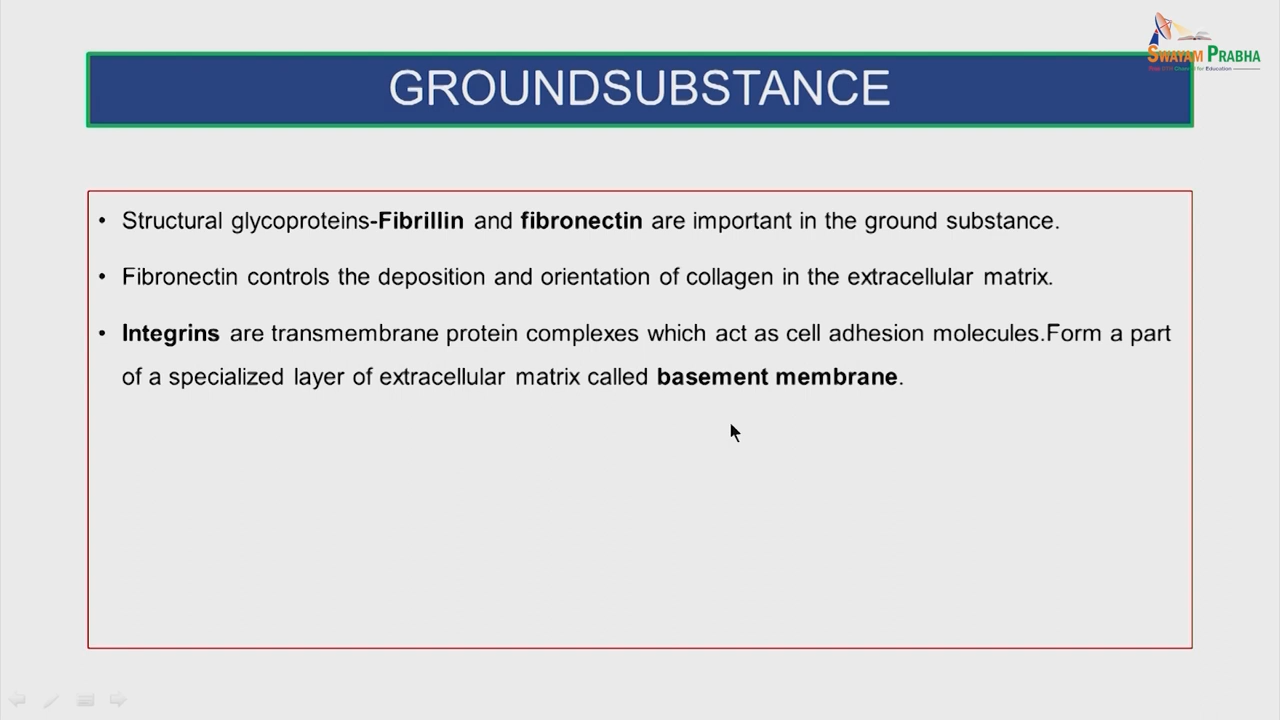 SWAYAM PRABHA
GROUNDSUBSTANCE
• Structural glycoproteins-Fibrillin and fibronectin are important in the ground substance.
• Fibronectin controls the deposition and orientation of collagen in the extracellular matrix.
• Integrins are transmembrane protein complexes which act as cell adhesion molecules.Form a part
of a specialized layer of extracellular matrix called basement membrane.